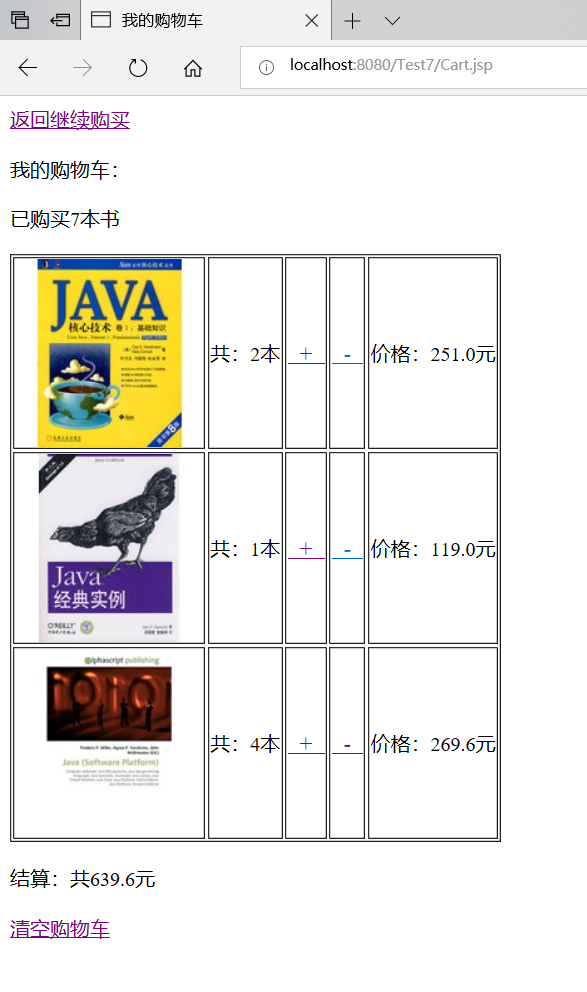 我的购物车
localhost:8080/Test7/Cart.jsp
返回继续购买
我的购物车：
已购买7本书
JAVA
核心技术 卷Ⅰ：基础知识
共：2本 + - 价格：251.0元
Java
经典实例
O'REILLY
共：1本 + - 价格：119.0元
alphascript publishing
Java (Software Platform)
共：4本 + - 价格：269.6元
结算：共639.6元
清空购物车